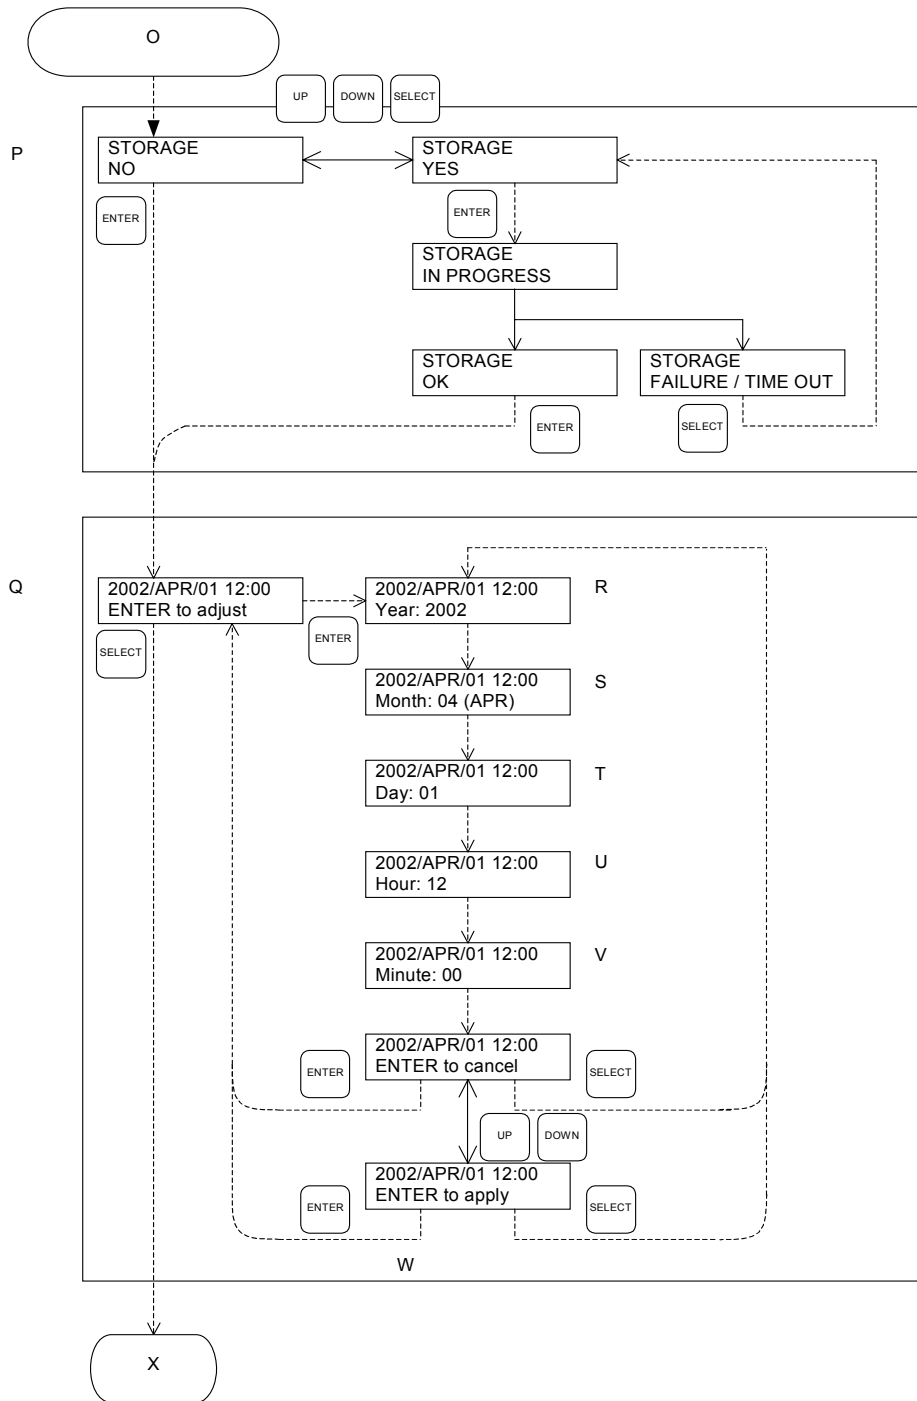 O
UP DOWN SELECT
P
STORAGE
NO
STORAGE
YES
ENTER
ENTER
STORAGE
IN PROGRESS
STORAGE
OK
STORAGE
FAILURE / TIME OUT
ENTER
SELECT
Q
2002/APR/01 12:00
ENTER to adjust
2002/APR/01 12:00
Year: 2002
R
SELECT
ENTER
2002/APR/01 12:00
Month: 04 (APR)
S
2002/APR/01 12:00
Day: 01
T
2002/APR/01 12:00
Hour: 12
U
2002/APR/01 12:00
Minute: 00
V
2002/APR/01 12:00
ENTER to cancel
ENTER
SELECT
UP DOWN
2002/APR/01 12:00
ENTER to apply
ENTER
SELECT
W
X